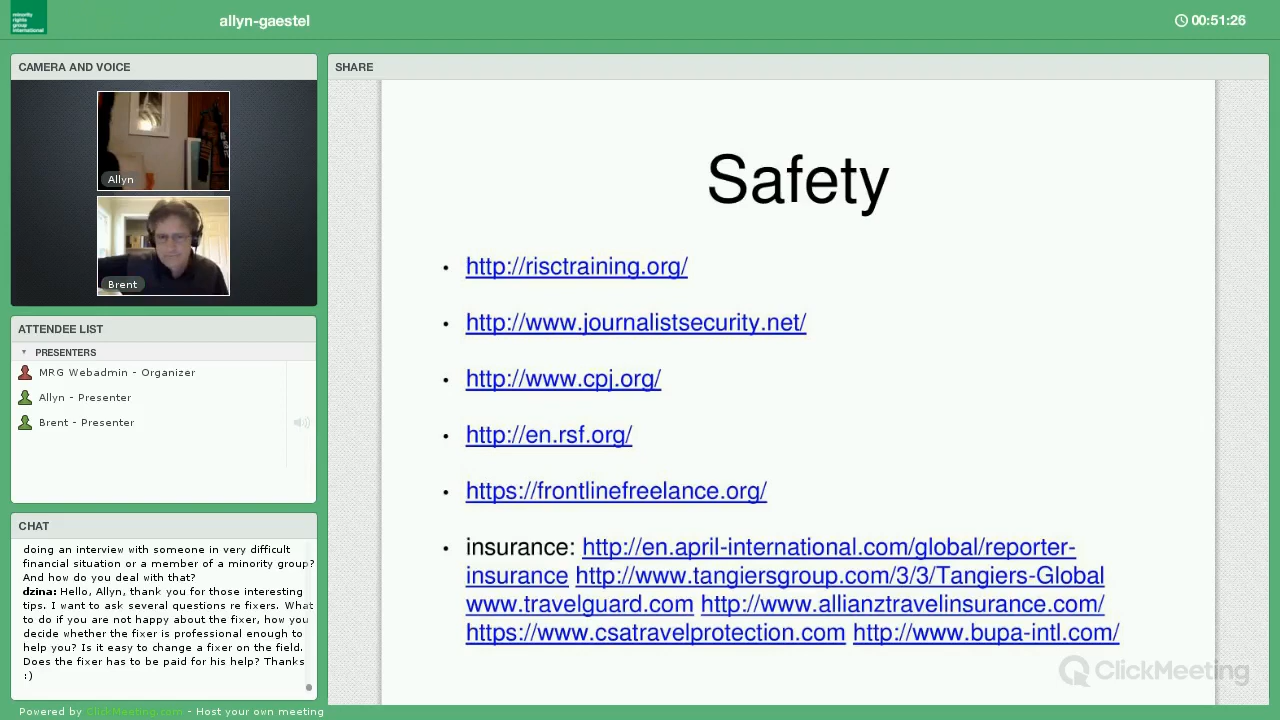 minority
rights
group
international
allyn-gaestel
00:51:26
CAMERA AND VOICE
Allyn
Brent
ATTENDEE LIST
PRESENTERS
MRG Webadmin - Organizer
Allyn - Presenter
Brent - Presenter
CHAT
doing an interview with someone in very difficult
financial situation or a member of a minority group?
And how do you deal with that?
dzina: Hello, Allyn, thank you for those interesting
tips. I want to ask several questions re fixers. What
to do if you are not happy about the fixer, how you
decide whether the fixer is professional enough to
help you? Is it easy to change a fixer on the field.
Does the fixer has to be paid for his help? Thanks
:)
Powered by ClickMeeting.com - Host your own meeting
SHARE
Safety
• http://risctraining.org/
• http://www.journalistsecurity.net/
• http://www.cpj.org/
• http://en.rsf.org/
• https://frontlinefreelance.org/
• insurance: http://en.april-international.com/global/reporter-
insurance http://www.tangiersgroup.com/3/3/Tangiers-Global
www.travelguard.com http://www.allianztravelinsurance.com/
https://www.csatravelprotection.com http://www.bupa-intl.com/
ClickMeeting